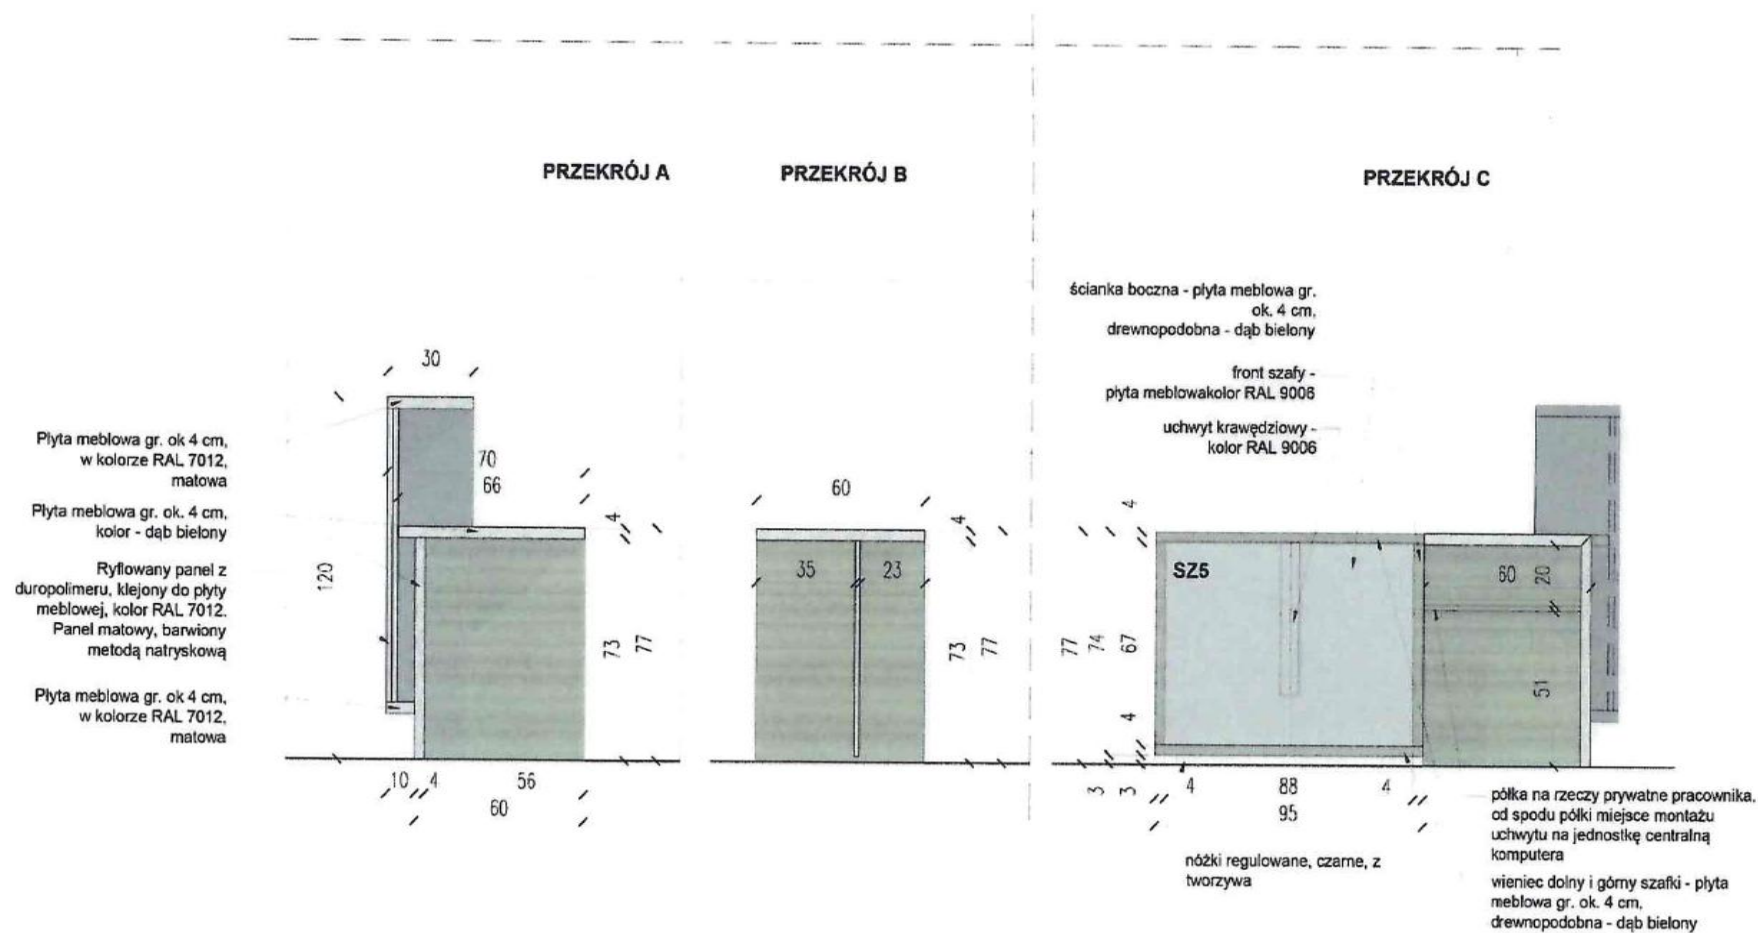 PRZEKRÓJ A
PRZEKRÓJ B
PRZEKRÓJ C
30
Płyta meblowa gr. ok 4 cm,
w kolorze RAL 7012,
matowa
Płyta meblowa gr. ok. 4 cm,
kolor - dąb bielony
Ryflowany panel z
duropolimeru, klejony do płyty
meblowej, kolor RAL 7012.
Panel matowy, barwiony
metodą natryskową
Płyta meblowa gr. ok 4 cm,
w kolorze RAL 7012,
matowa
120
70
66
4
73
77
10
4
56
60
60
4
35
23
73
77
ścianka boczna - płyta meblowa gr.
ok. 4 cm,
drewnopodobna - dąb bielony
front szafy -
płyta meblowakolor RAL 9006
uchwyt krawędziowy -
kolor RAL 9006
4
SZ5
60
20
77
74
67
51
4
3
3
4
88
4
95
nóżki regulowane, czarne, z
tworzywa
półka na rzeczy prywatne pracownika,
od spodu półki miejsce montażu
uchwytu na jednostkę centralną
komputera
wieniec dolny i górny szafki - płyta
meblowa gr. ok. 4 cm,
drewnopodobna - dąb bielony